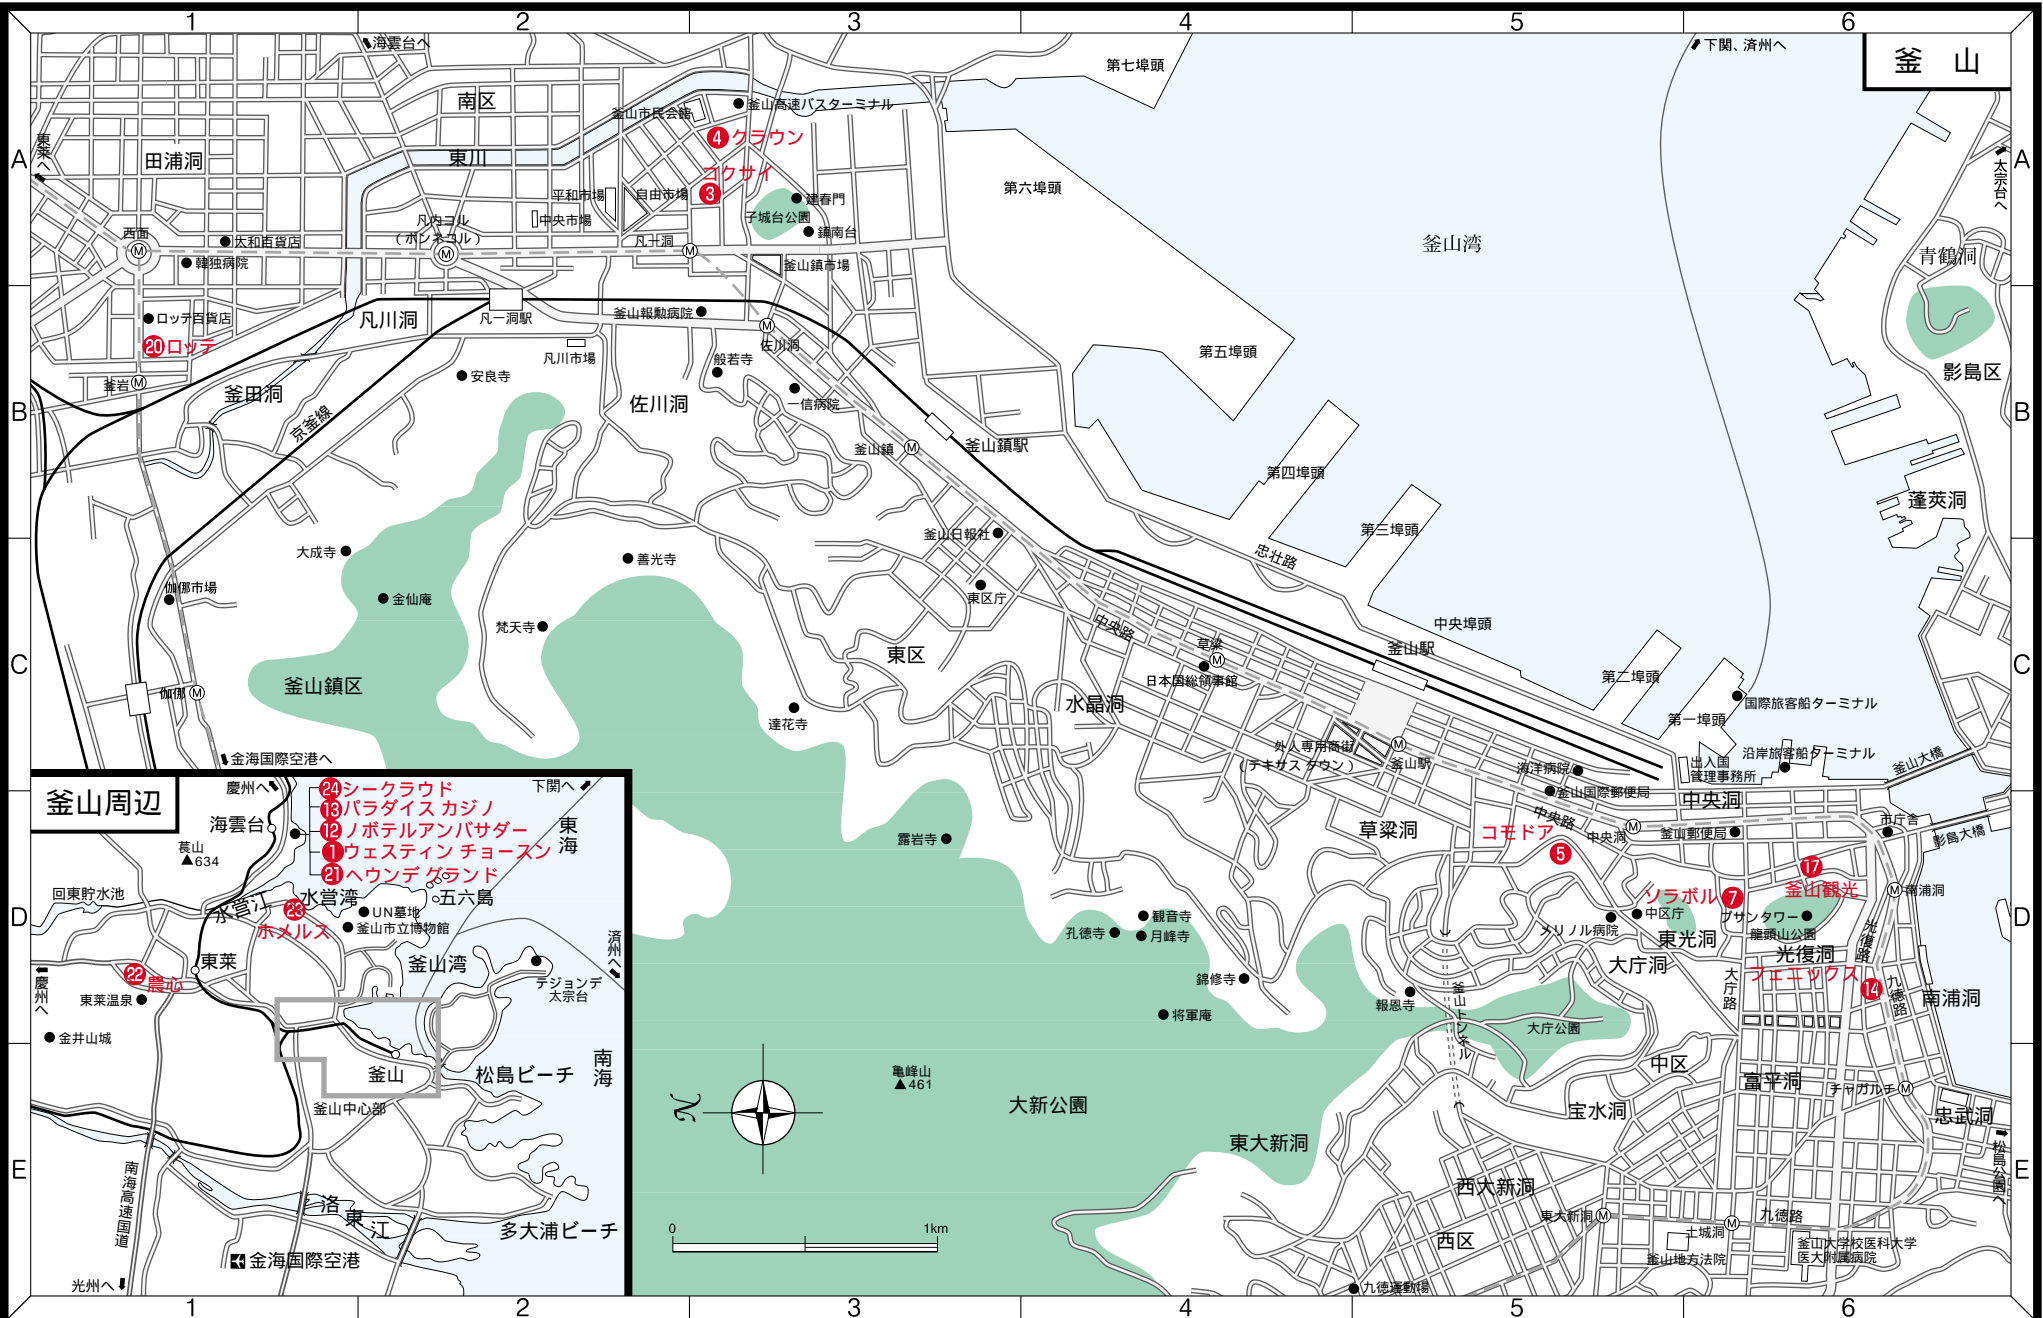 1 2 3 4 5 6
A
B
C
D
E
A
B
C
D
E
1 2 3 4 5 6
釜 山
海雲台へ
下関、済州へ
第七埠頭
南区
釜山市民会館
釜山高速バスターミナル
4 クラウン
コクサイ
3
東萊へ
田浦洞
東川
平和市場
自由市場
中央市場
建春門
子城台公園
鎮南台
第六埠頭
釜山湾
太宗台へ
青鶴洞
西面
太和百貨店
韓独病院
凡内コル
(ボンネコル)
凡一洞
釜山鎮市場
M
ロッテ百貨店
20 ロッテ
凡川洞
凡一洞駅
釜山報勲病院
佐川洞
凡川市場
般若寺
第五埠頭
影島区
釜岩
釜田洞
京釜線
安良寺
佐川洞
一信病院
釜山鎮
釜山鎮駅
第四埠頭
蓬萊洞
第三埠頭
釜山日報社
忠壮路
大成寺
善光寺
伽倻市場
金仙庵
東区庁
梵天寺
中央路
中央埠頭
草梁
釜山駅
東区
日本国総領事館
第二埠頭
伽倻
釜山鎮区
水晶洞
国際旅客船ターミナル
達花寺
第一埠頭
外人専用商街
(テキサス タウン)
釜山駅
沿岸旅客船ターミナル
海洋病院
出入国
管理事務所
釜山大橋
金海国際空港へ
釜山国際郵便局
中央洞
釜山周辺
慶州へ
24 シークラウド
13 パラダイス カジノ
12 ノボテルアンバサダー
1 ウェスティン チョースン
21 ヘウンデ グランド
下関へ
東海
海雲台
萇山
▲634
回東貯水池
水営江
水営湾
五六島
23
ホメルス
UN墓地
釜山市立博物館
釜山湾
済州へ
慶州へ
22 農心
東莱
東莱温泉
テジョンデ
太宗台
金井山城
南海
釜山
松島ビーチ
釜山中心部
南海高速国道
洛東江
多大浦ビーチ
金海国際空港
光州へ
草梁洞
コモドア
5
中央路
中央洞
釜山郵便局
市庁舎
影島大橋
露岩寺
17
釜山観光
南浦洞
ソラボル 7
中区庁
プサンタワー
龍頭山公園
メリノル病院
東光洞
光復洞
光復路
観音寺
孔徳寺
月峰寺
大庁洞
フェニックス
14
錦修寺
報恩寺
大庁路
九徳路
南浦洞
将軍庵
釜山トンネル
大庁公園
亀峰山
▲461
大新公園
中区
富平洞
チャガルチ
宝水洞
忠武洞
東大新洞
松島公園へ
西大新洞
東大新洞
九徳路
土城洞
西区
釜山地方法院
釜山大学校医科大学
医大附属病院
九徳運動場
N
0 1km